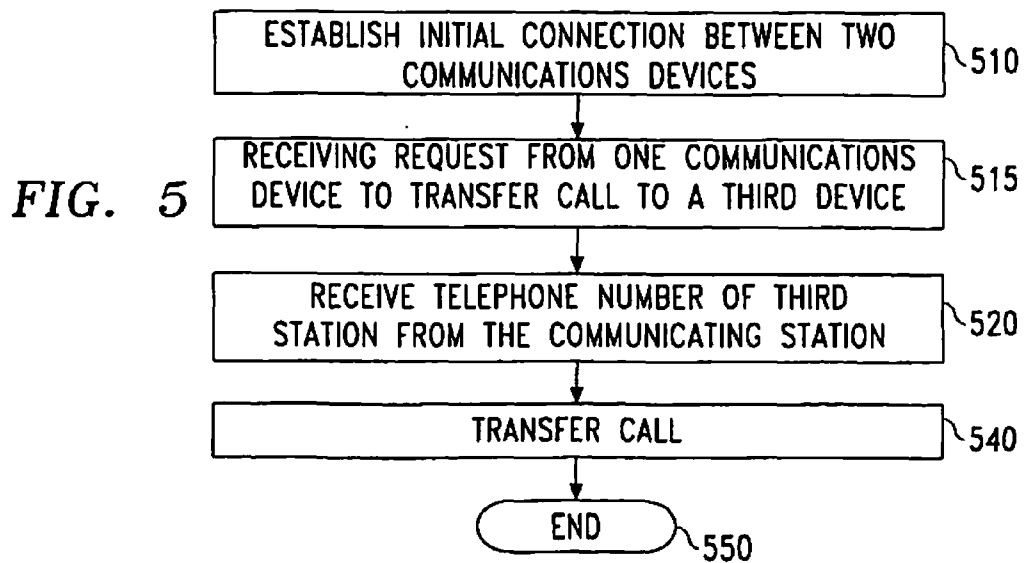 ESTABLISH INITIAL CONNECTION BETWEEN TWO
COMMUNICATIONS DEVICES
510
RECEIVING REQUEST FROM ONE COMMUNICATIONS
DEVICE TO TRANSFER CALL TO A THIRD DEVICE
515
FIG. 5
RECEIVE TELEPHONE NUMBER OF THIRD
STATION FROM THE COMMUNICATING STATION
520
TRANSFER CALL
540
END
550